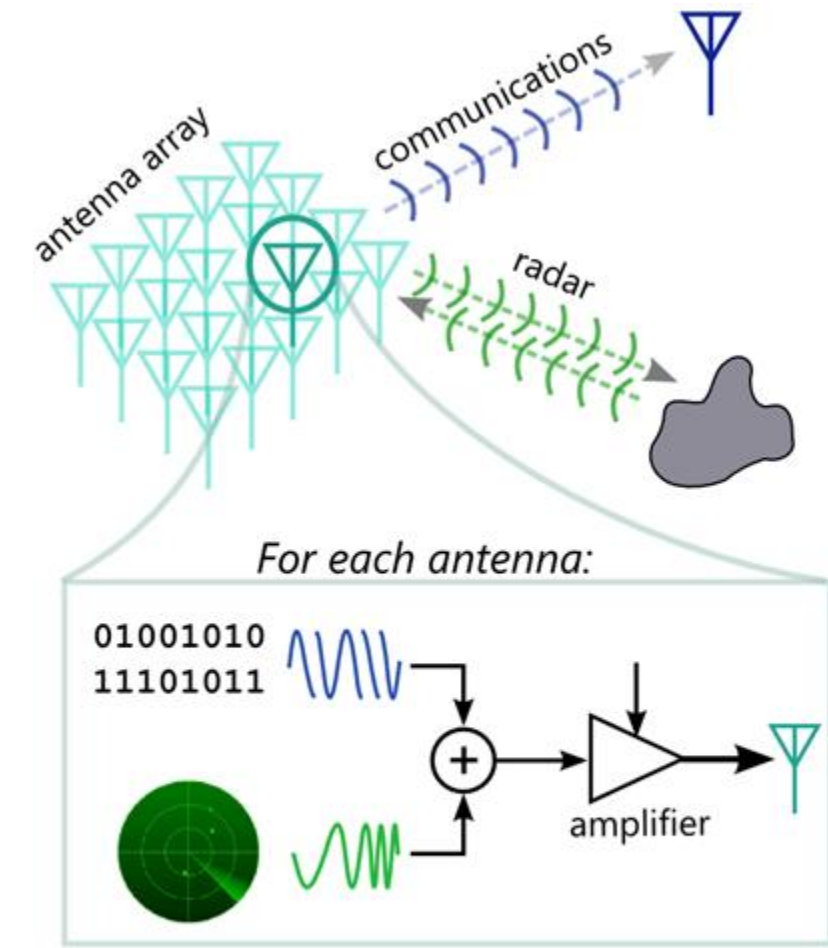 communications
antenna array
radar
For each antenna:
01001010
11101011
+
amplifier